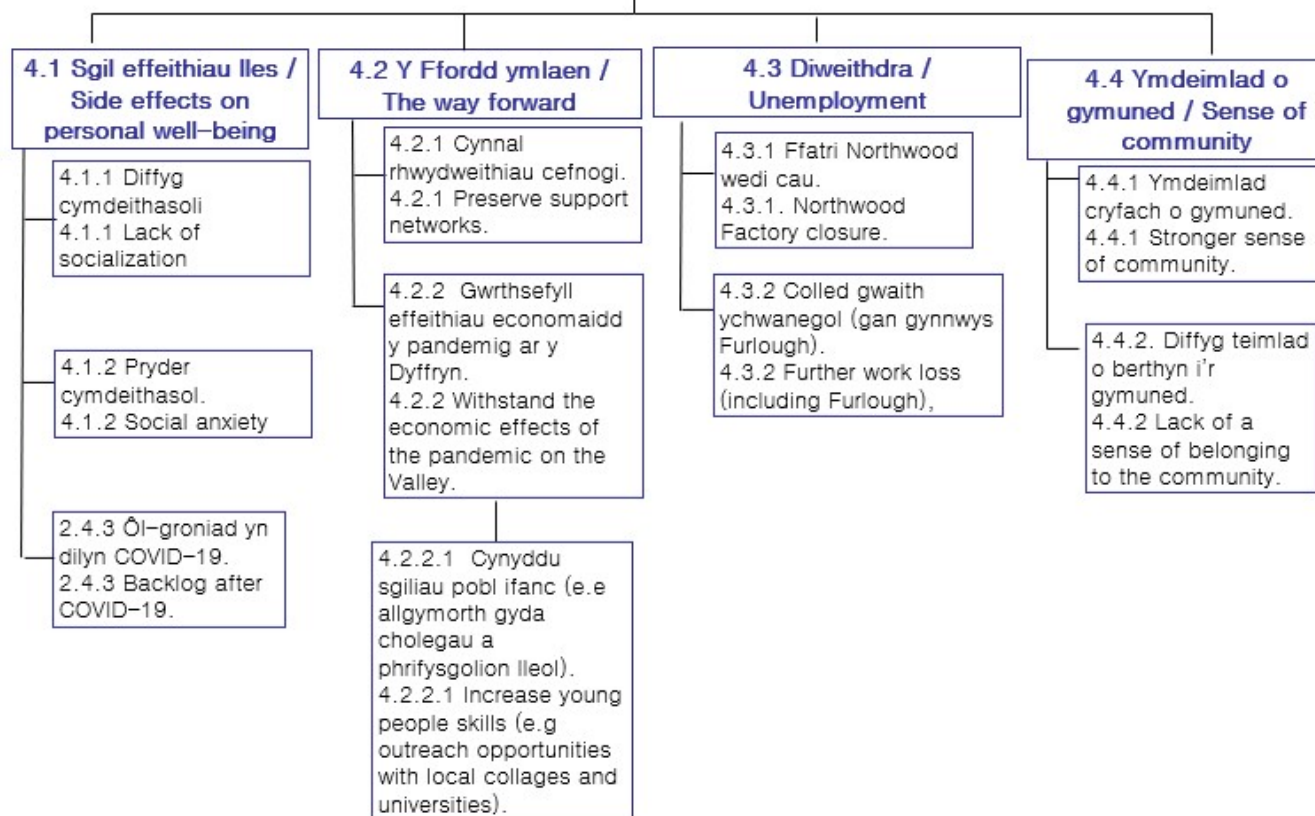 4.1 Sgil effeithiau lles /
Side effects on
personal well-being
4.1.1 Diffyg
cymdeithasoli
4.1.1 Lack of
socialization
4.1.2 Pryder
cymdeithasol.
4.1.2 Social anxiety
2.4.3 Ôl-groniad yn
dilyn COVID-19.
2.4.3 Backlog after
COVID-19.
4.2 Y Ffordd ymlaen /
The way forward
4.2.1 Cynnal
rhwydweithiau cefnogi.
4.2.1 Preserve support
networks.
4.2.2 Gwrthsefyll
effeithiau economaidd
y pandemig ar y
Dyffryn.
4.2.2 Withstand the
economic effects of
the pandemic on the
Valley.
4.2.2.1 Cynyddu
sgiliau pobl ifanc (e.e
allgymorth gyda
cholegau a
phrifysgolion lleol).
4.2.2.1 Increase young
people skills (e.g
outreach opportunities
with local collages and
universities).
4.3 Diweithdra /
Unemployment
4.3.1 Ffatri Northwood
wedi cau.
4.3.1. Northwood
Factory closure.
4.3.2 Colled gwaith
ychwanegol (gan gynnwys
Furlough).
4.3.2 Further work loss
(including Furlough),
4.4 Ymdeimlad o
gymuned / Sense of
community
4.4.1 Ymdeimlad
cryfach o gymuned.
4.4.1 Stronger sense
of community.
4.4.2. Diffyg teimlad
o berthyn i'r
gymuned.
4.4.2 Lack of a
sense of belonging
to the community.